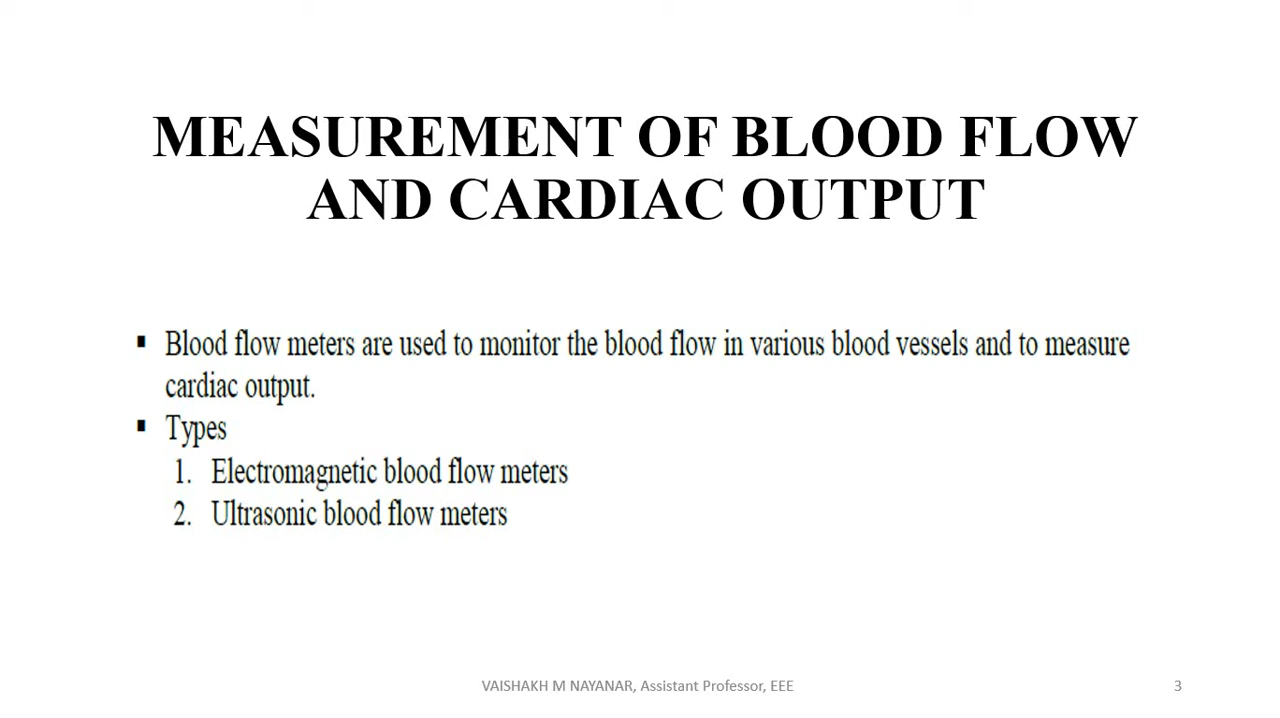 MEASUREMENT OF BLOOD FLOW
AND CARDIAC OUTPUT
▪ Blood flow meters are used to monitor the blood flow in various blood vessels and to measure
cardiac output.
▪ Types
1. Electromagnetic blood flow meters
2. Ultrasonic blood flow meters
VAISHAKH M NAYANAR, Assistant Professor, EEE
3